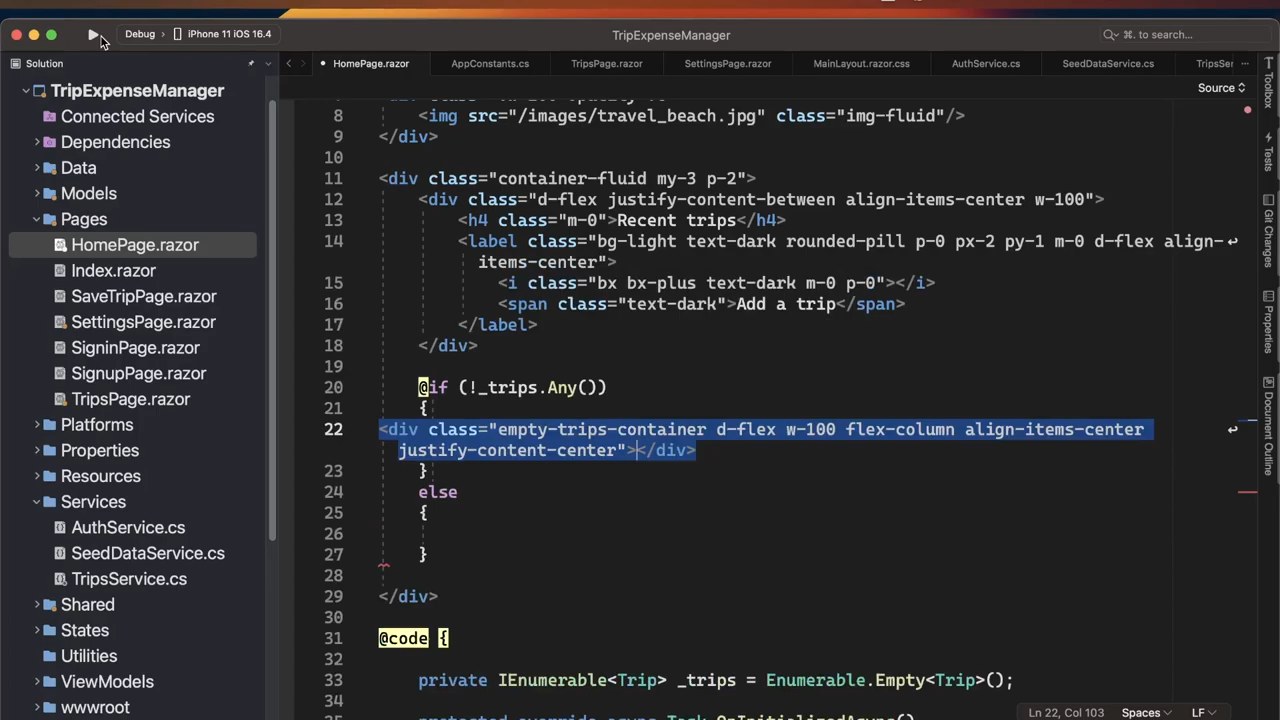 Debug › iPhone 11 iOS 16.4
TripExpenseManager
⌘. to search...
Solution
HomePage.razor
AppConstants.cs
TripsPage.razor
SettingsPage.razor
MainLayout.razor.css
AuthService.cs
SeedDataService.cs
TripsSer
Source
TripExpenseManager
Connected Services
Dependencies
Data
Models
Pages
HomePage.razor
Index.razor
SaveTripPage.razor
SettingsPage.razor
SigninPage.razor
SignupPage.razor
TripsPage.razor
Platforms
Properties
Resources
Services
AuthService.cs
SeedDataService.cs
TripsService.cs
Shared
States
Utilities
ViewModels
wwwroot
8 <img src="/images/travel_beach.jpg" class="img-fluid"/>
9 </div>
10
11 <div class="container-fluid my-3 p-2">
12 <div class="d-flex justify-content-between align-items-center w-100">
13 <h4 class="m-0">Recent trips</h4>
14 <label class="bg-light text-dark rounded-pill p-0 px-2 py-1 m-0 d-flex align-
items-center">
15 <i class="bx bx-plus text-dark m-0 p-0"></i>
16 <span class="text-dark">Add a trip</span>
17 </label>
18 </div>
19
20 @if (!_trips.Any())
21 {
22 <div class="empty-trips-container d-flex w-100 flex-column align-items-center
justify-content-center"></div>
23 }
24 else
25 {
26
27 }
28
29 </div>
30
31 @code {
32
33 private IEnumerable<Trip> _trips = Enumerable.Empty<Trip>();
34
Toolbox
Tests
Git Changes
Properties
Document Outline
Ln 22, Col 103
Spaces
LF